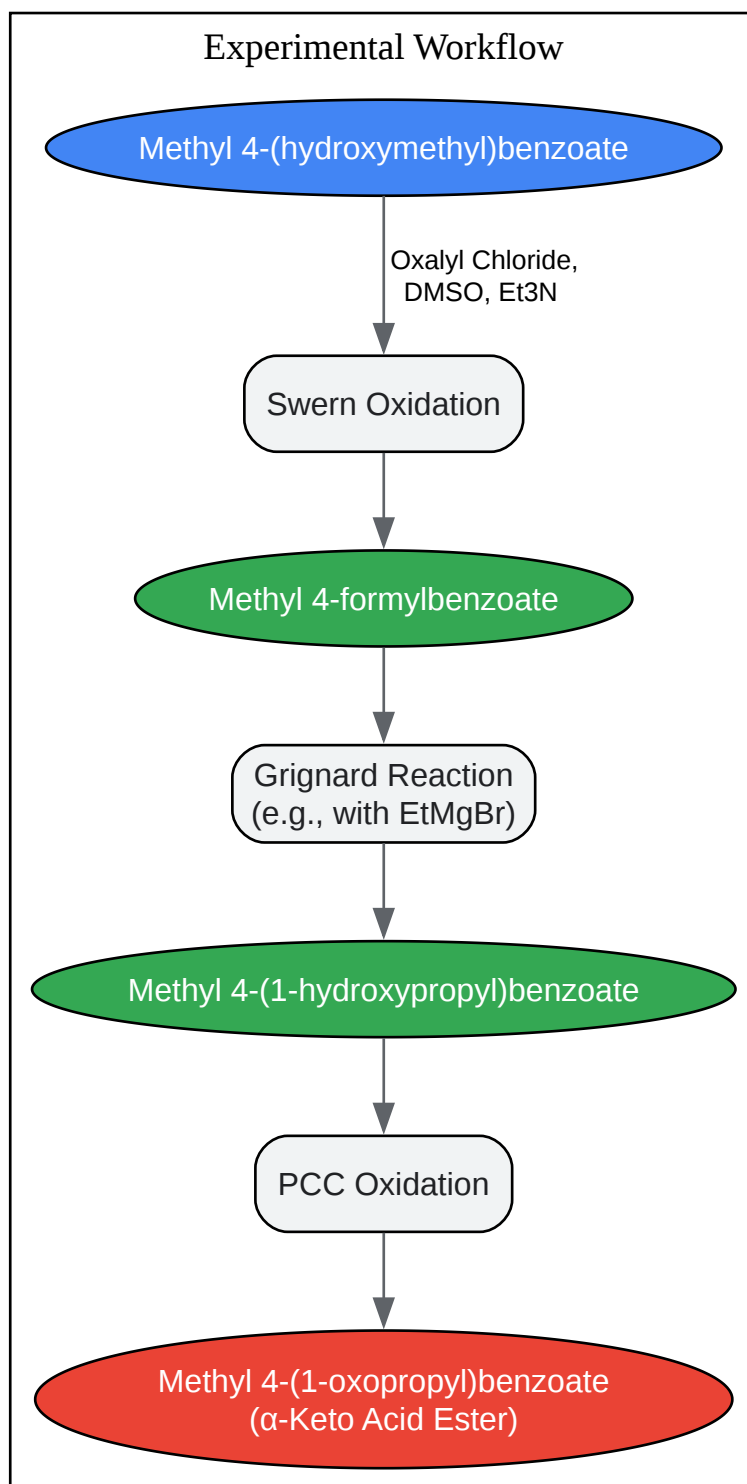 Experimental Workflow
Methyl 4-(hydroxymethyl)benzoate
Oxalyl Chloride,
DMSO, Et3N
Swern Oxidation
Methyl 4-formylbenzoate
Grignard Reaction
(e.g., with EtMgBr)
Methyl 4-(1-hydroxypropyl)benzoate
PCC Oxidation
Methyl 4-(1-oxopropyl)benzoate
(α-Keto Acid Ester)